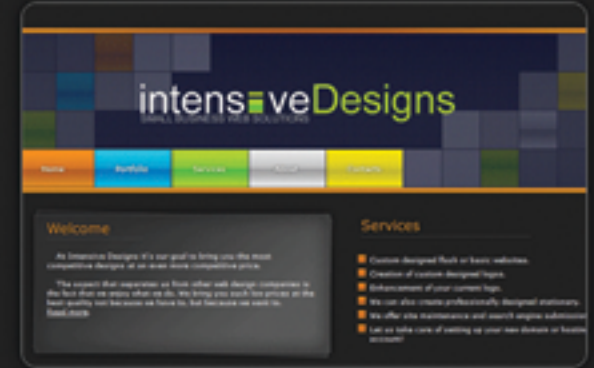 intensiveDesigns
SMALL BUSINESS WEB SOLUTIONS
Home Portfolio Services About Contacts
Welcome
At Intensive Designs it's our goal to bring you the most
competitive designs at an even more competitive price.
The aspect that separates us from other web design companies is
the fact that we enjoy what we do. We bring you such low prices at the
best quality not because we have to, but because we want to.
Read more
Services
Custom designed flash or basic websites.
Creation of custom designed logos.
Enhancement of your current logo.
We can also create professionally designed stationery.
We offer site maintenance and search engine submission
Let us take care of setting up your new domain or hosting
account!